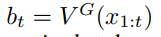 b_t = V^G(x_{1:t})